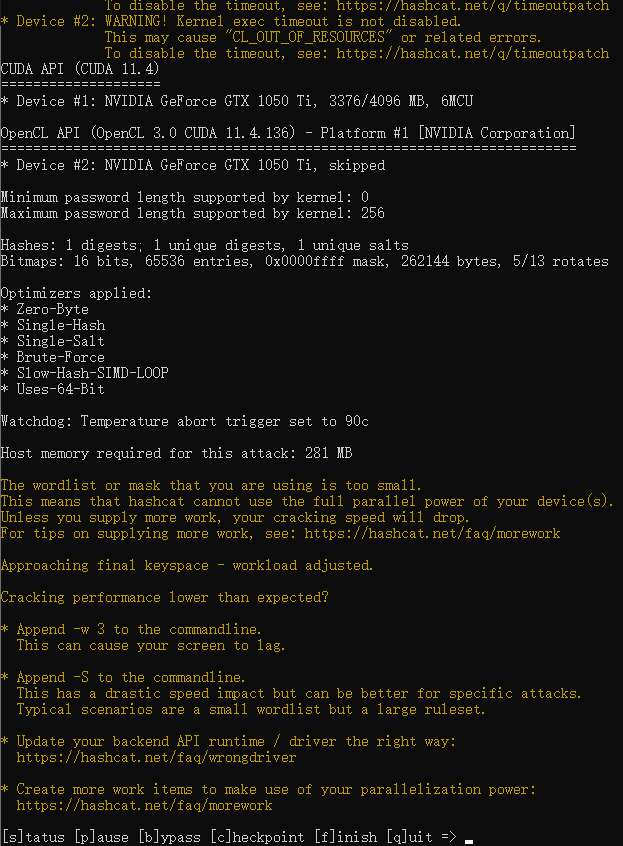 To disable the timeout, see: https://hashcat.net/q/timeoutpatch
* Device #2: WARNING! Kernel exec timeout is not disabled.
This may cause "CL_OUT_OF_RESOURCES" or related errors.
To disable the timeout, see: https://hashcat.net/q/timeoutpatch
CUDA API (CUDA 11.4)
====================
* Device #1: NVIDIA GeForce GTX 1050 Ti, 3376/4096 MB, 6MCU
OpenCL API (OpenCL 3.0 CUDA 11.4.136) - Platform #1 [NVIDIA Corporation]
========================================================================
* Device #2: NVIDIA GeForce GTX 1050 Ti, skipped
Minimum password length supported by kernel: 0
Maximum password length supported by kernel: 256
Hashes: 1 digests; 1 unique digests, 1 unique salts
Bitmaps: 16 bits, 65536 entries, 0x0000ffff mask, 262144 bytes, 5/13 rotates
Optimizers applied:
* Zero-Byte
* Single-Hash
* Single-Salt
* Brute-Force
* Slow-Hash-SIMD-LOOP
* Uses-64-Bit
Watchdog: Temperature abort trigger set to 90c
Host memory required for this attack: 281 MB
The wordlist or mask that you are using is too small.
This means that hashcat cannot use the full parallel power of your device(s).
Unless you supply more work, your cracking speed will drop.
For tips on supplying more work, see: https://hashcat.net/faq/morework
Approaching final keyspace - workload adjusted.
Cracking performance lower than expected?
* Append -w 3 to the commandline.
This can cause your screen to lag.
* Append -S to the commandline.
This has a drastic speed impact but can be better for specific attacks.
Typical scenarios are a small wordlist but a large ruleset.
* Update your backend API runtime / driver the right way:
https://hashcat.net/faq/wrongdriver
* Create more work items to make use of your parallelization power:
https://hashcat.net/faq/morework
[s]tatus [p]ause [b]ypass [c]heckpoint [f]inish [q]uit =>